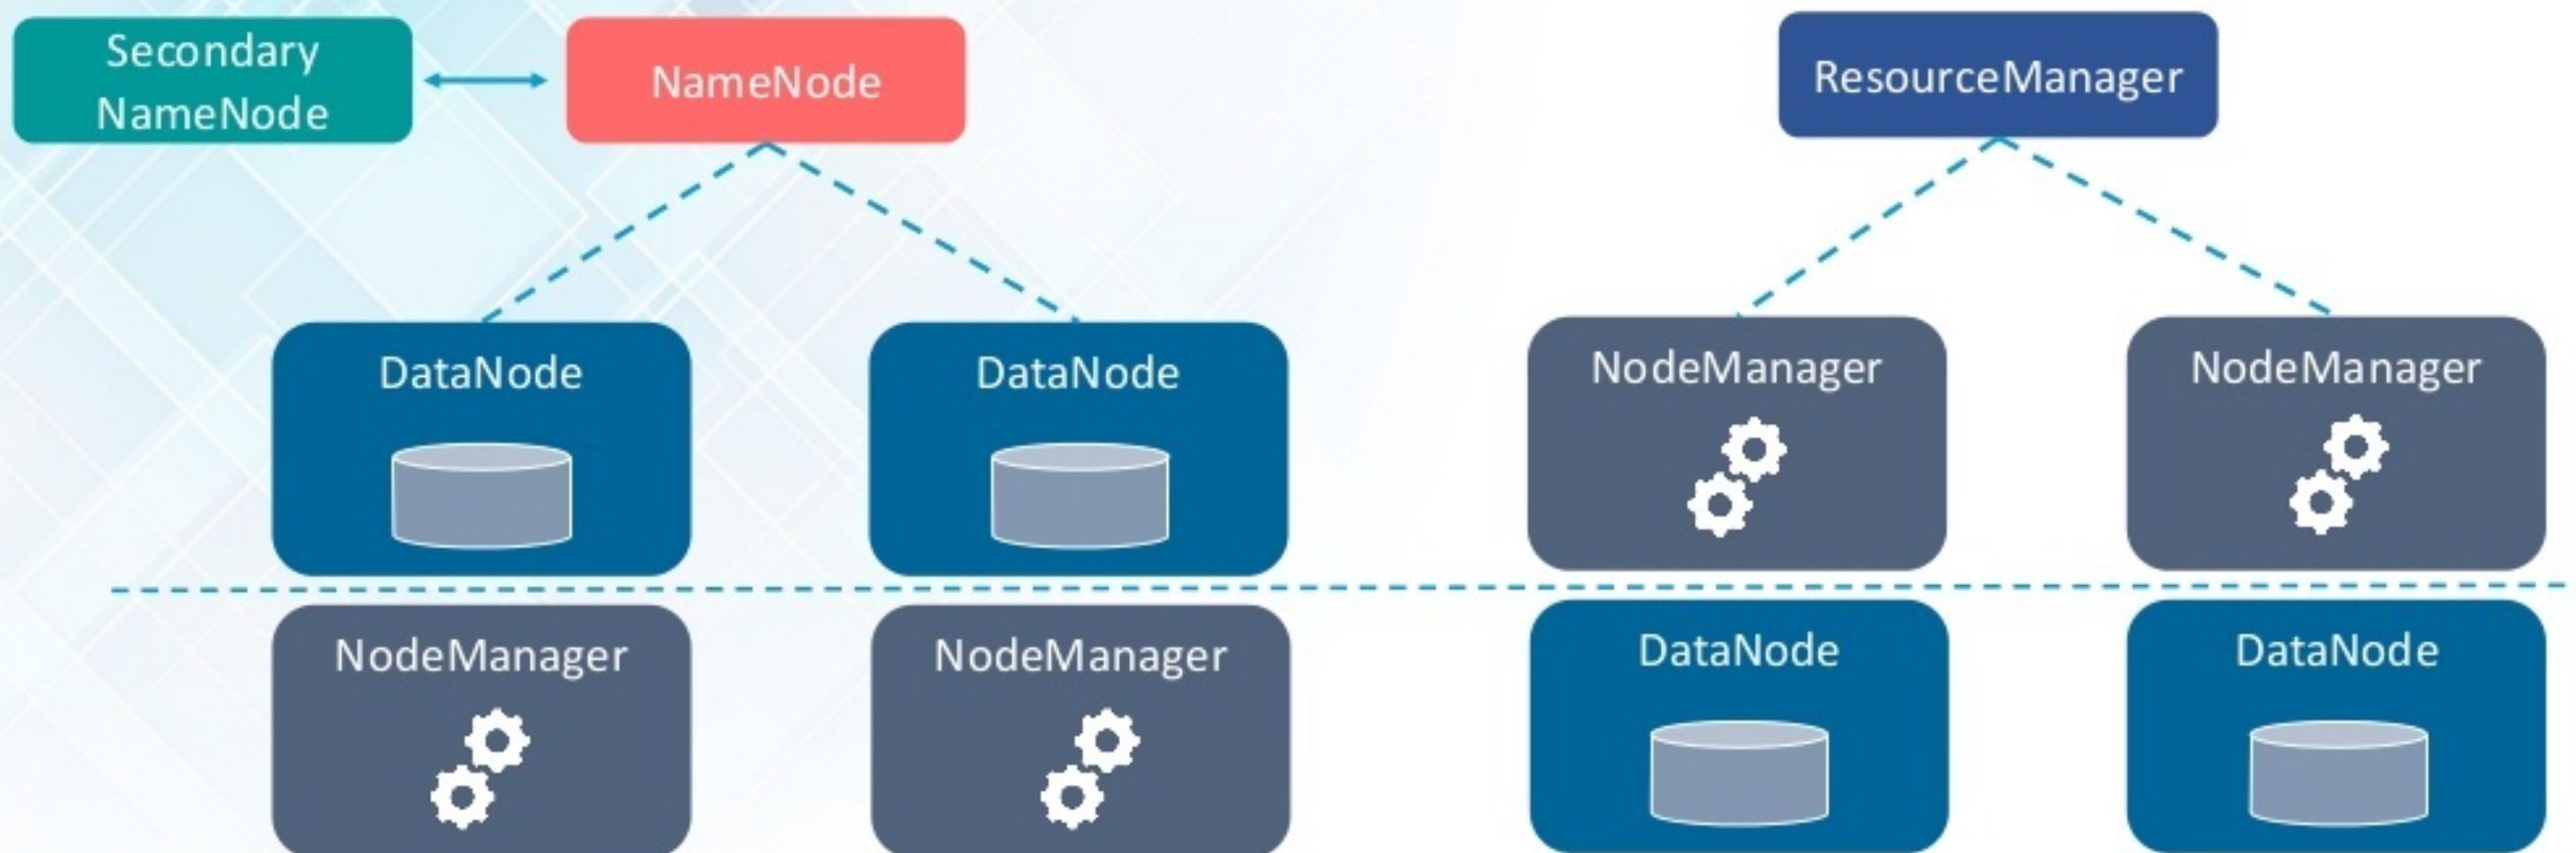 Secondary
NameNode
NameNode
ResourceManager
DataNode
DataNode
NodeManager
NodeManager
NodeManager
NodeManager
DataNode
DataNode